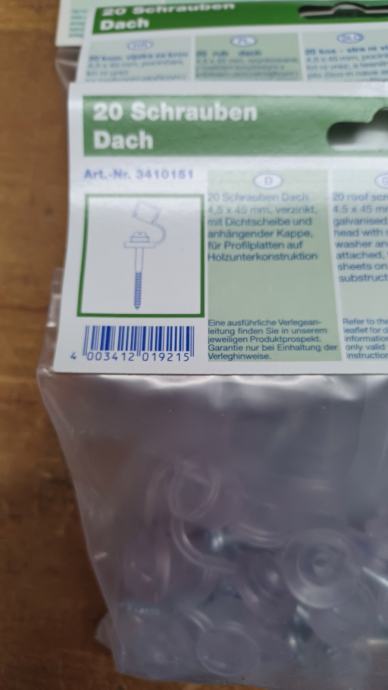 20 Schrauben
Dach
20 Schrauben
Dach
Art.-Nr. 3410151
D
20 Schrauben Dach
4,5 x 45 mm, verzinkt,
mit Dichtscheibe und
anhängender Kappe,
für Profilplatten auf
Holzunterkonstruktion
Eine ausführliche Verlegean-
leitung finden Sie in unserem
jeweiligen Produktprospekt.
Garantie nur bei Einhaltung der
Verleghinweise.
20 roof
4.5 x 45 mm
galvanised
head with
washer an
attached,
sheets on
substruct
Refer to the
leaflet for
informatio
only valid
instruction
4 003412 019215